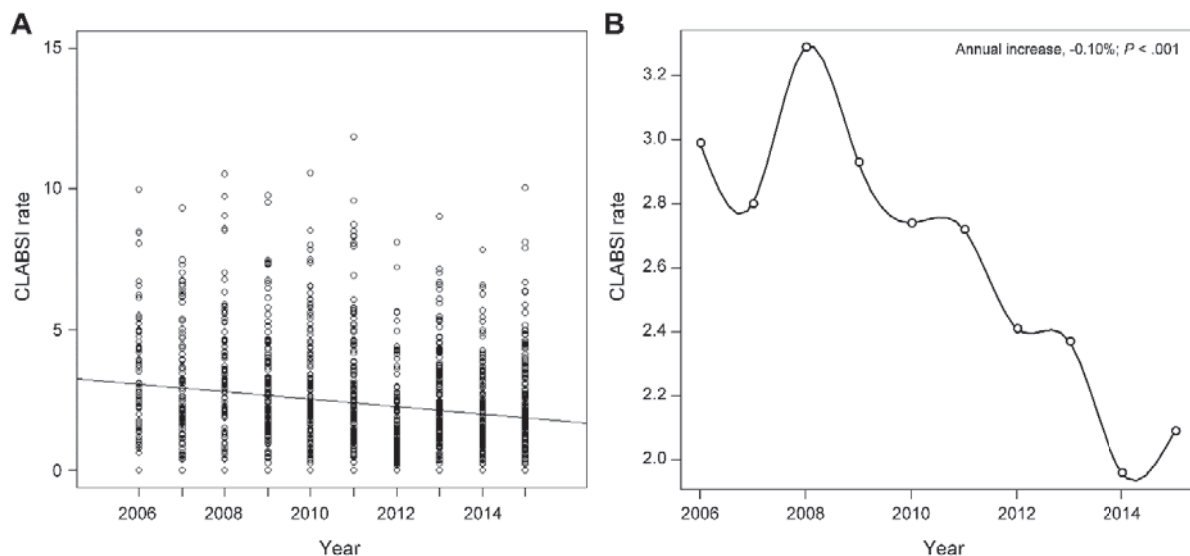 A
15
10
5
0
CLABSI rate
2006 2008 2010 2012 2014
Year
B
Annual increase, -0.10%; P < .001
3.2
3.0
2.8
2.6
2.4
2.2
2.0
CLABSI rate
2006 2008 2010 2012 2014
Year